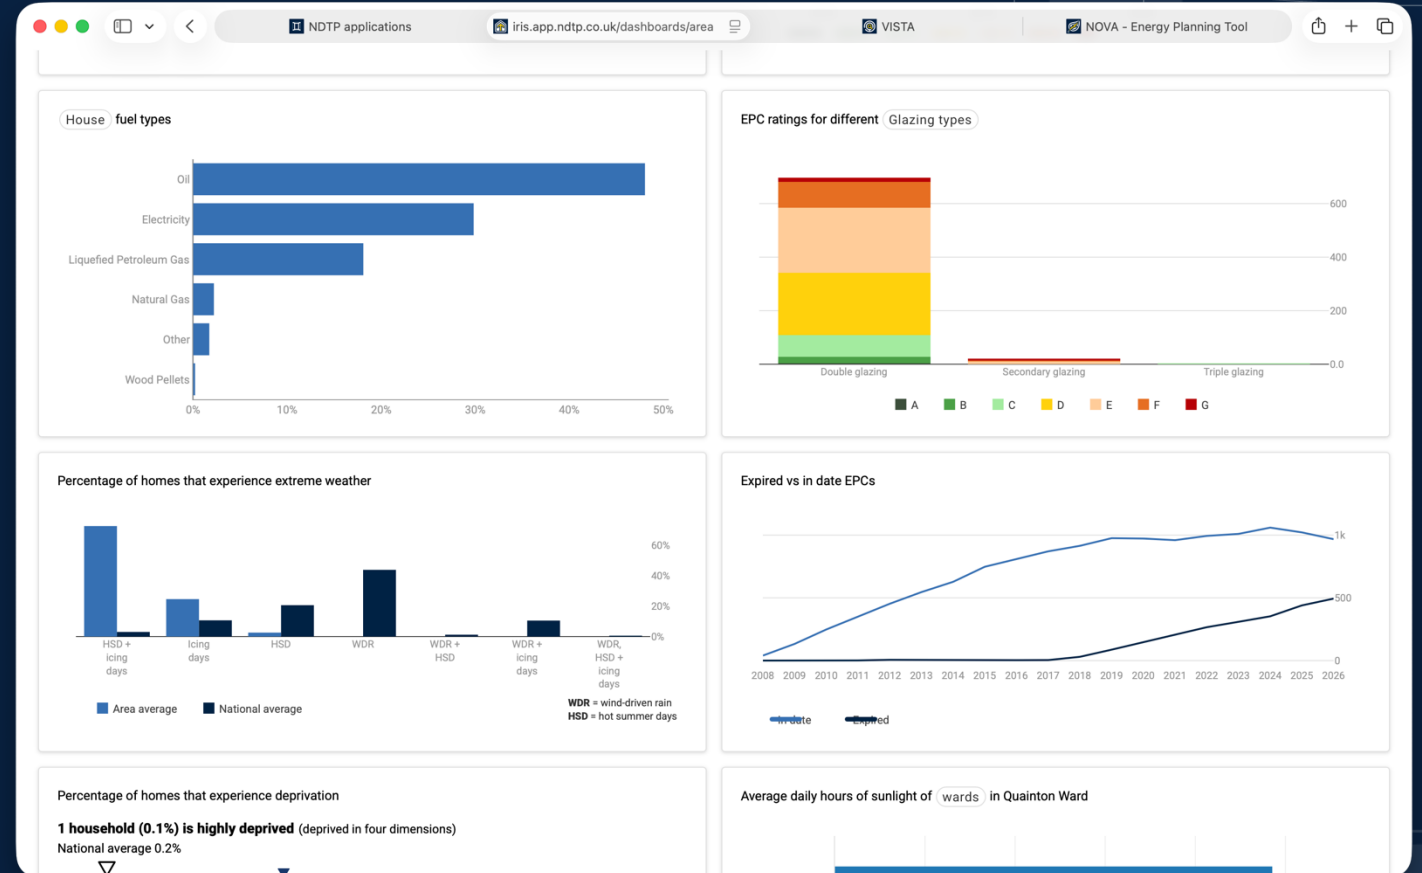 NDTP applications
iris.app.ndtp.co.uk/dashboards/area
VISTA
NOVA - Energy Planning Tool
House fuel types
Oil
Electricity
Liquefied Petroleum Gas
Natural Gas
Other
Wood Pellets
0% 10% 20% 30% 40% 50%
EPC ratings for different Glazing types
600
400
200
0.0
Double glazing Secondary glazing Triple glazing
A B C D E F G
Percentage of homes that experience extreme weather
60%
40%
20%
0%
HSD + icing days
Icing days
HSD
WDR
WDR + HSD
WDR + icing days
WDR, HSD + icing days
Area average National average
WDR = wind-driven rain
HSD = hot summer days
Expired vs in date EPCs
1k
500
0
2008 2009 2010 2011 2012 2013 2014 2015 2016 2017 2018 2019 2020 2021 2022 2023 2024 2025 2026
In date Expired
Percentage of homes that experience deprivation
1 household (0.1%) is highly deprived (deprived in four dimensions)
National average 0.2%
Average daily hours of sunlight of wards in Quainton Ward